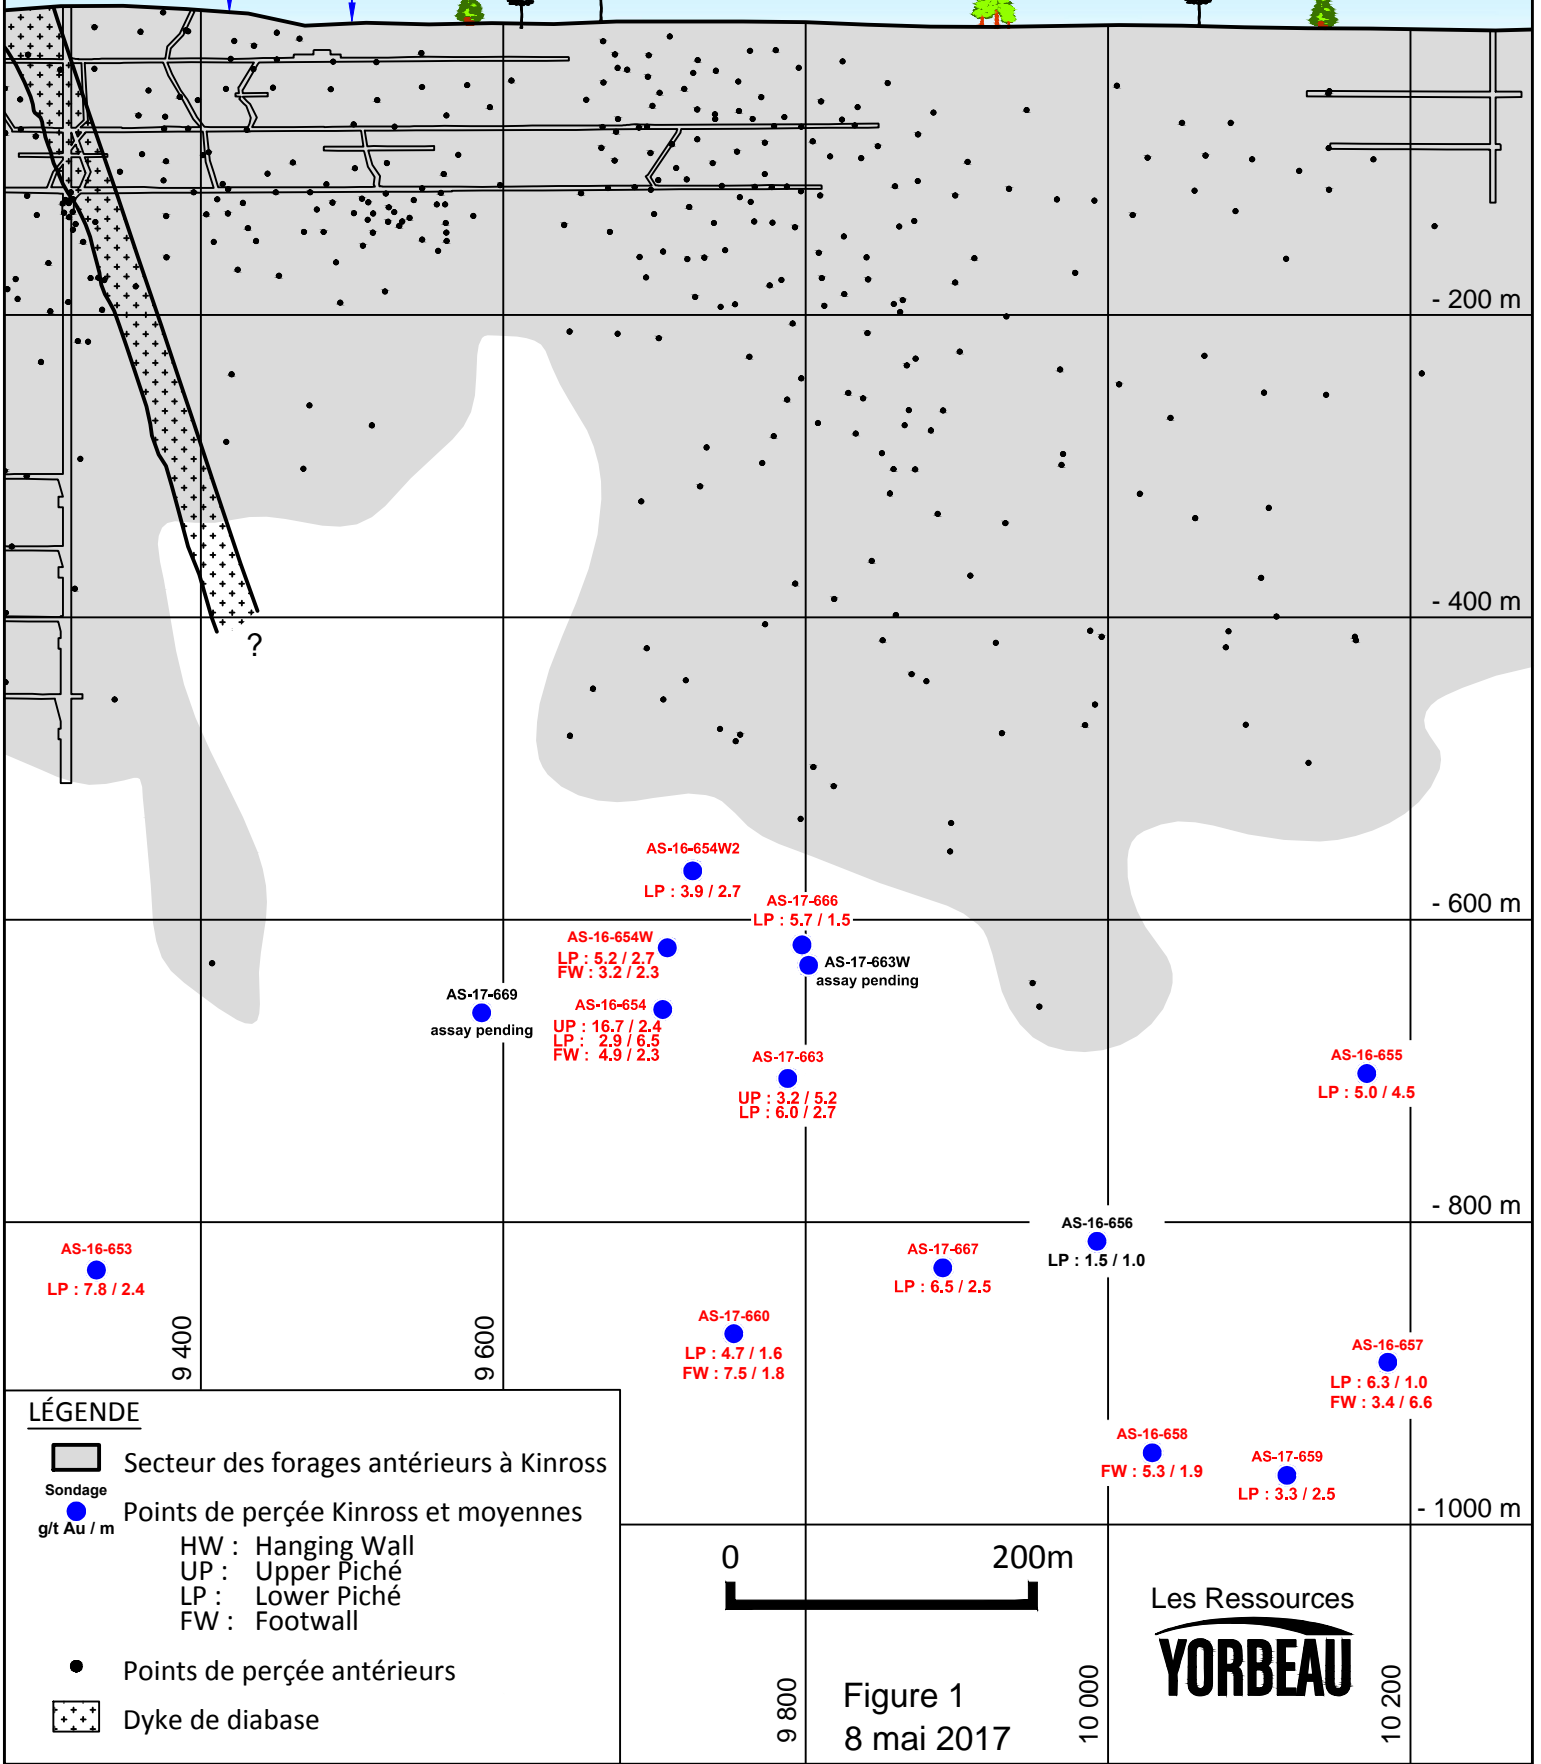 - 200 m
- 400 m
?
AS-16-654W2
LP : 3.9 / 2.7
AS-17-666
LP : 5.7 / 1.5
- 600 m
AS-16-654W
LP : 5.2 / 2.7
FW : 3.2 / 2.3
AS-17-663W
assay pending
AS-17-669
assay pending
AS-16-654
UP : 16.7 / 2.4
LP : 2.9 / 6.5
FW : 4.9 / 2.3
AS-17-663
UP : 3.2 / 5.2
LP : 6.0 / 2.7
AS-16-655
LP : 5.0 / 4.5
- 800 m
AS-16-656
LP : 1.5 / 1.0
AS-16-653
LP : 7.8 / 2.4
AS-17-667
LP : 6.5 / 2.5
AS-17-660
LP : 4.7 / 1.6
FW : 7.5 / 1.8
AS-16-657
LP : 6.3 / 1.0
FW : 3.4 / 6.6
AS-16-658
FW : 5.3 / 1.9
AS-17-659
LP : 3.3 / 2.5
- 1000 m
9 400
9 600
LÉGENDE
Secteur des forages antérieurs à Kinross
Sondage
g/t Au / m
Points de perçée Kinross et moyennes
HW : Hanging Wall
UP : Upper Piché
LP : Lower Piché
FW : Footwall
Points de perçée antérieurs
Dyke de diabase
0 200m
Les Ressources
YORBEAU
9 800
10 000
10 200
Figure 1
8 mai 2017